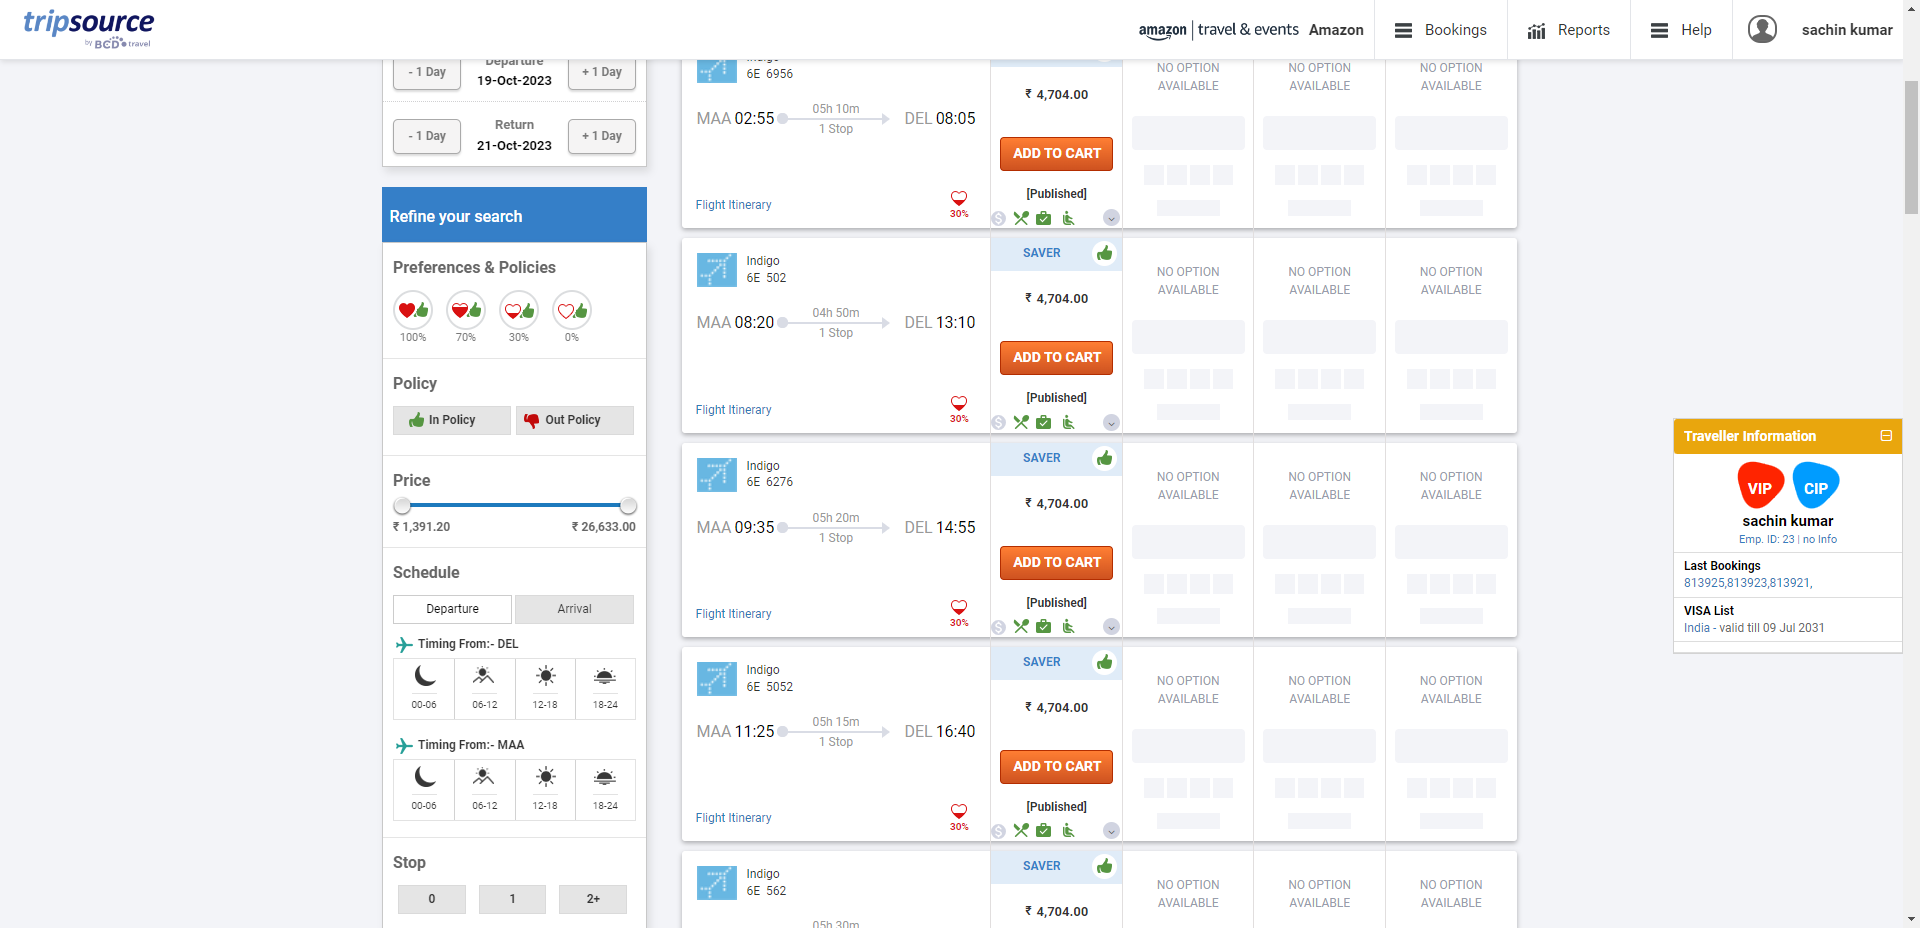 tripsource
by BCD travel
amazon | travel & events Amazon
Bookings
Reports
Help
sachin kumar
Departure
- 1 Day
19-Oct-2023
+ 1 Day
Return
- 1 Day
21-Oct-2023
+ 1 Day
Refine your search
Preferences & Policies
100%
70%
30%
0%
Policy
In Policy
Out Policy
Price
₹ 1,391.20
₹ 26,633.00
Schedule
Departure
Arrival
Timing From:- DEL
00-06
06-12
12-18
18-24
Timing From:- MAA
00-06
06-12
12-18
18-24
Stop
0
1
2+
Indigo
6E 6956
MAA 02:55
05h 10m
1 Stop
DEL 08:05
Flight Itinerary
30%
₹ 4,704.00
ADD TO CART
[Published]
NO OPTION
AVAILABLE
NO OPTION
AVAILABLE
NO OPTION
AVAILABLE
Indigo
6E 502
MAA 08:20
04h 50m
1 Stop
DEL 13:10
Flight Itinerary
30%
SAVER
₹ 4,704.00
ADD TO CART
[Published]
NO OPTION
AVAILABLE
NO OPTION
AVAILABLE
NO OPTION
AVAILABLE
Indigo
6E 6276
MAA 09:35
05h 20m
1 Stop
DEL 14:55
Flight Itinerary
30%
SAVER
₹ 4,704.00
ADD TO CART
[Published]
NO OPTION
AVAILABLE
NO OPTION
AVAILABLE
NO OPTION
AVAILABLE
Indigo
6E 5052
MAA 11:25
05h 15m
1 Stop
DEL 16:40
Flight Itinerary
30%
SAVER
₹ 4,704.00
ADD TO CART
[Published]
NO OPTION
AVAILABLE
NO OPTION
AVAILABLE
NO OPTION
AVAILABLE
Indigo
6E 562
05h 30m
SAVER
₹ 4,704.00
NO OPTION
AVAILABLE
NO OPTION
AVAILABLE
NO OPTION
AVAILABLE
Traveller Information
VIP
CIP
sachin kumar
Emp. ID: 23 | no Info
Last Bookings
813925,813923,813921,
VISA List
India - valid till 09 Jul 2031